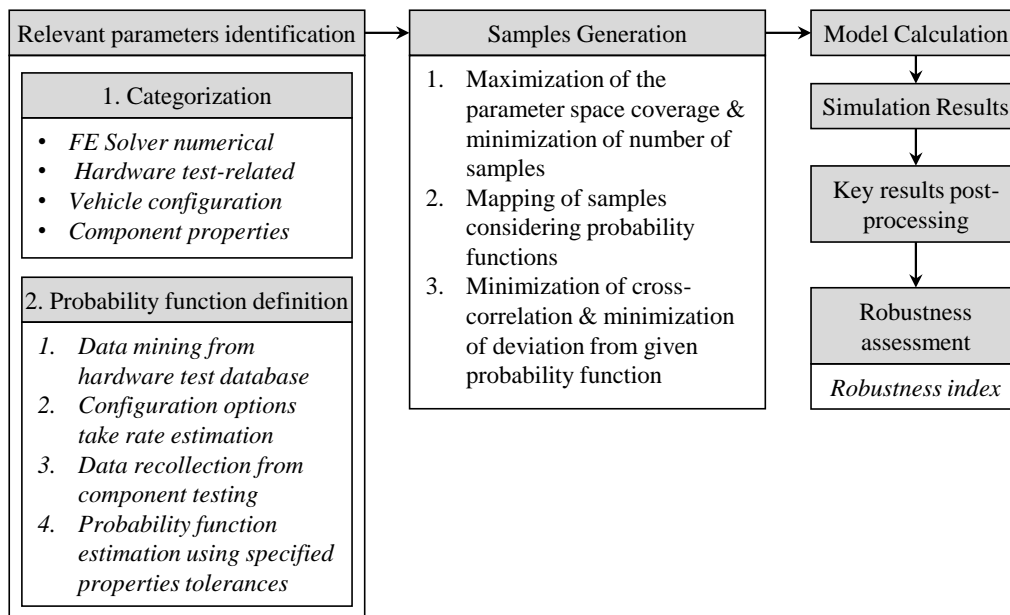 Relevant parameters identification
1. Categorization
• FE Solver numerical
• Hardware test-related
• Vehicle configuration
• Component properties
2. Probability function definition
1. Data mining from
hardware test database
2. Configuration options
take rate estimation
3. Data recollection from
component testing
4. Probability function
estimation using specified
properties tolerances
Samples Generation
1. Maximization of the
parameter space coverage &
minimization of number of
samples
2. Mapping of samples
considering probability
functions
3. Minimization of cross-
correlation & minimization
of deviation from given
probability function
Model Calculation
Simulation Results
Key results post-
processing
Robustness
assessment
Robustness index